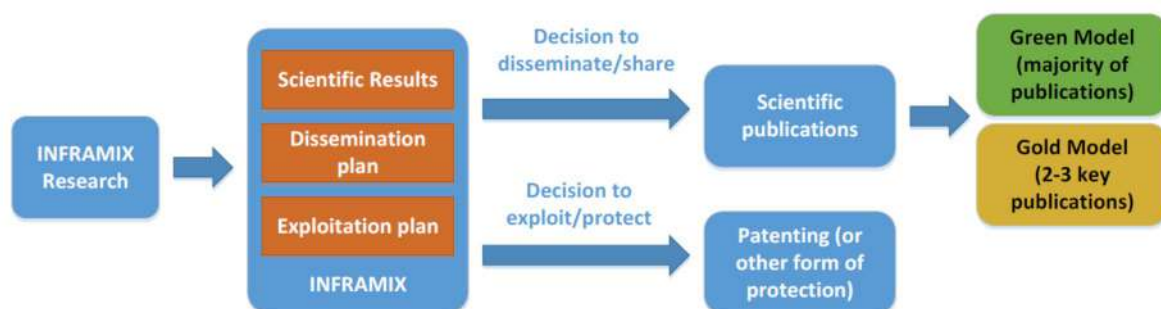 INFRAMIX
Research
Scientific Results
Dissemination
plan
Exploitation plan
INFRAMIX
Decision to
disseminate/share
Decision to
exploit/protect
Scientific
publications
Patenting (or
other form of
protection)
Green Model
(majority of
publications)
Gold Model
(2-3 key
publications)